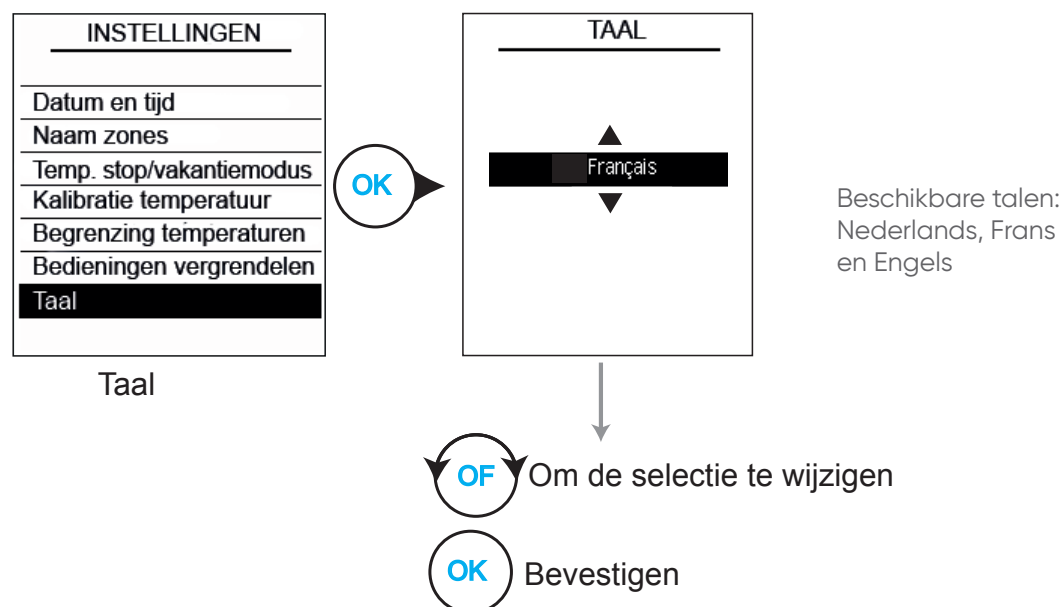 INSTELLINGEN
Datum en tijd
Naam zones
Temp. stop/vakantiemodus
Kalibratie temperatuur
Begrenzing temperaturen
Bedieningen vergrendelen
Taal
Taal
OK
TAAL
Français
Beschikbare talen:
Nederlands, Frans
en Engels
OF Om de selectie te wijzigen
OK Bevestigen